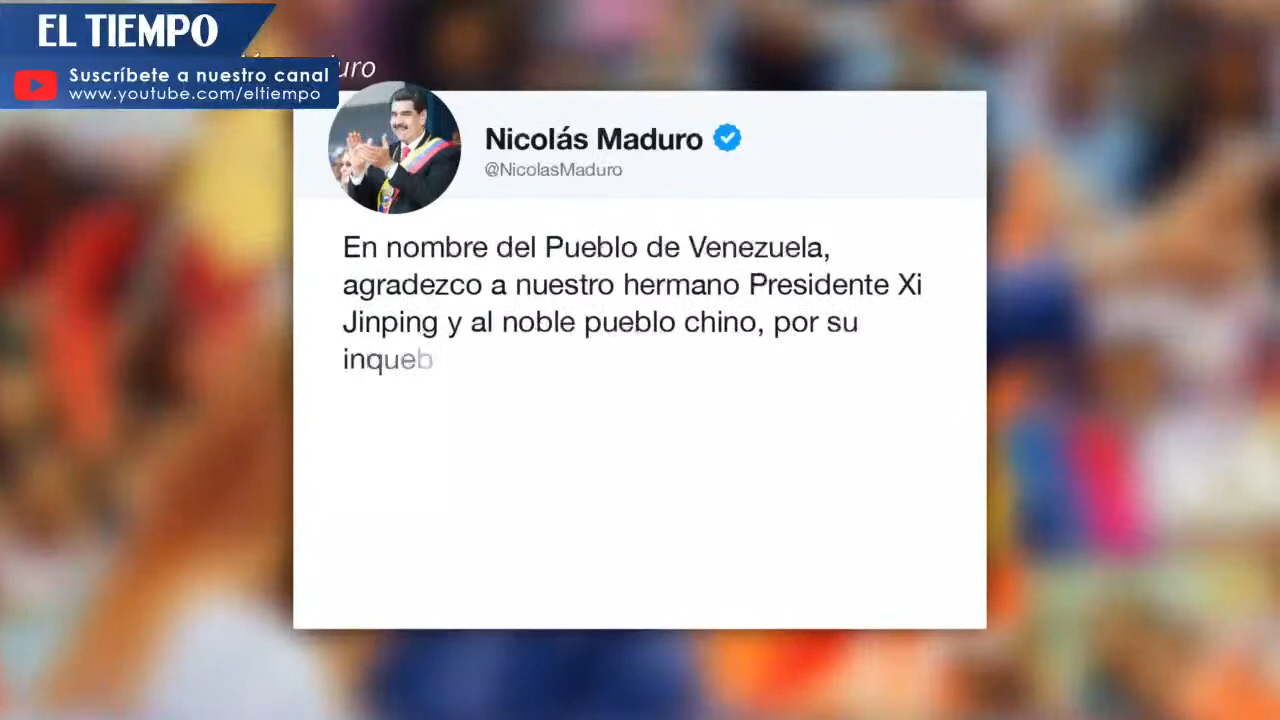 EL TIEMPO
Suscríbete a nuestro canal
www.youtube.com/eltiempo
Nicolás Maduro
@NicolasMaduro
En nombre del Pueblo de Venezuela,
agradezco a nuestro hermano Presidente Xi
Jinping y al noble pueblo chino, por su
inqueb